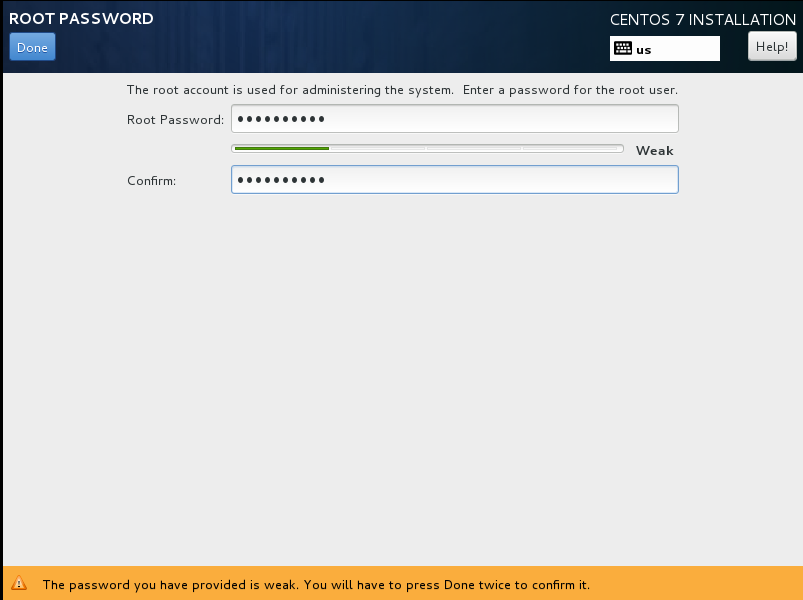 ROOT PASSWORD
CENTOS 7 INSTALLATION
Done
us
Help!
The root account is used for administering the system. Enter a password for the root user.
Root Password: ●●●●●●●●●●
Weak
Confirm: ●●●●●●●●●●
The password you have provided is weak. You will have to press Done twice to confirm it.